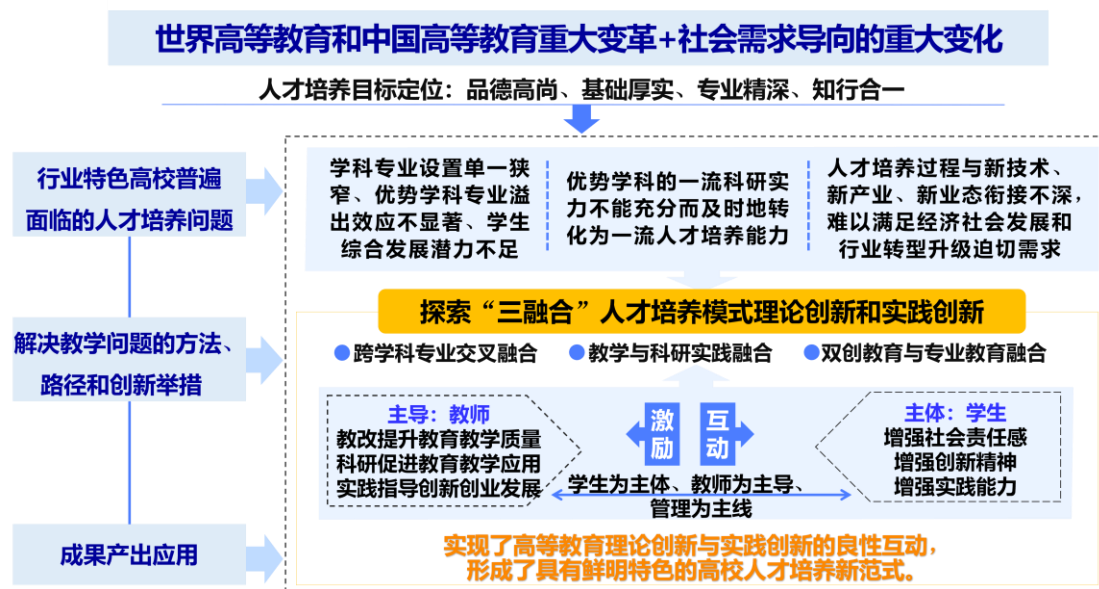 世界高等教育和中国高等教育重大变革+社会需求导向的重大变化
人才培养目标定位：品德高尚、基础厚实、专业精深、知行合一
行业特色高校普遍
面临的人才培养问题
学科专业设置单一狭
窄、优势学科专业溢
出效应不显著、学生
综合发展潜力不足
优势学科的一流科研实
力不能充分而及时地转
化为一流人才培养能力
人才培养过程与新技术、
新产业、新业态衔接不深，
难以满足经济社会发展和
行业转型升级迫切需求
解决教学问题的方法、
路径和创新举措
探索“三融合”人才培养模式理论创新和实践创新
●跨学科专业交叉融合
●教学与科研实践融合
●双创教育与专业教育融合
主导：教师
教改提升教育教学质量
科研促进教育教学应用
实践指导创新创业发展
激励
互动
主体：学生
增强社会责任感
增强创新精神
增强实践能力
学生为主体、教师为主导、
管理为主线
成果产出应用
实现了高等教育理论创新与实践创新的良性互动，
形成了具有鲜明特色的高校人才培养新范式。